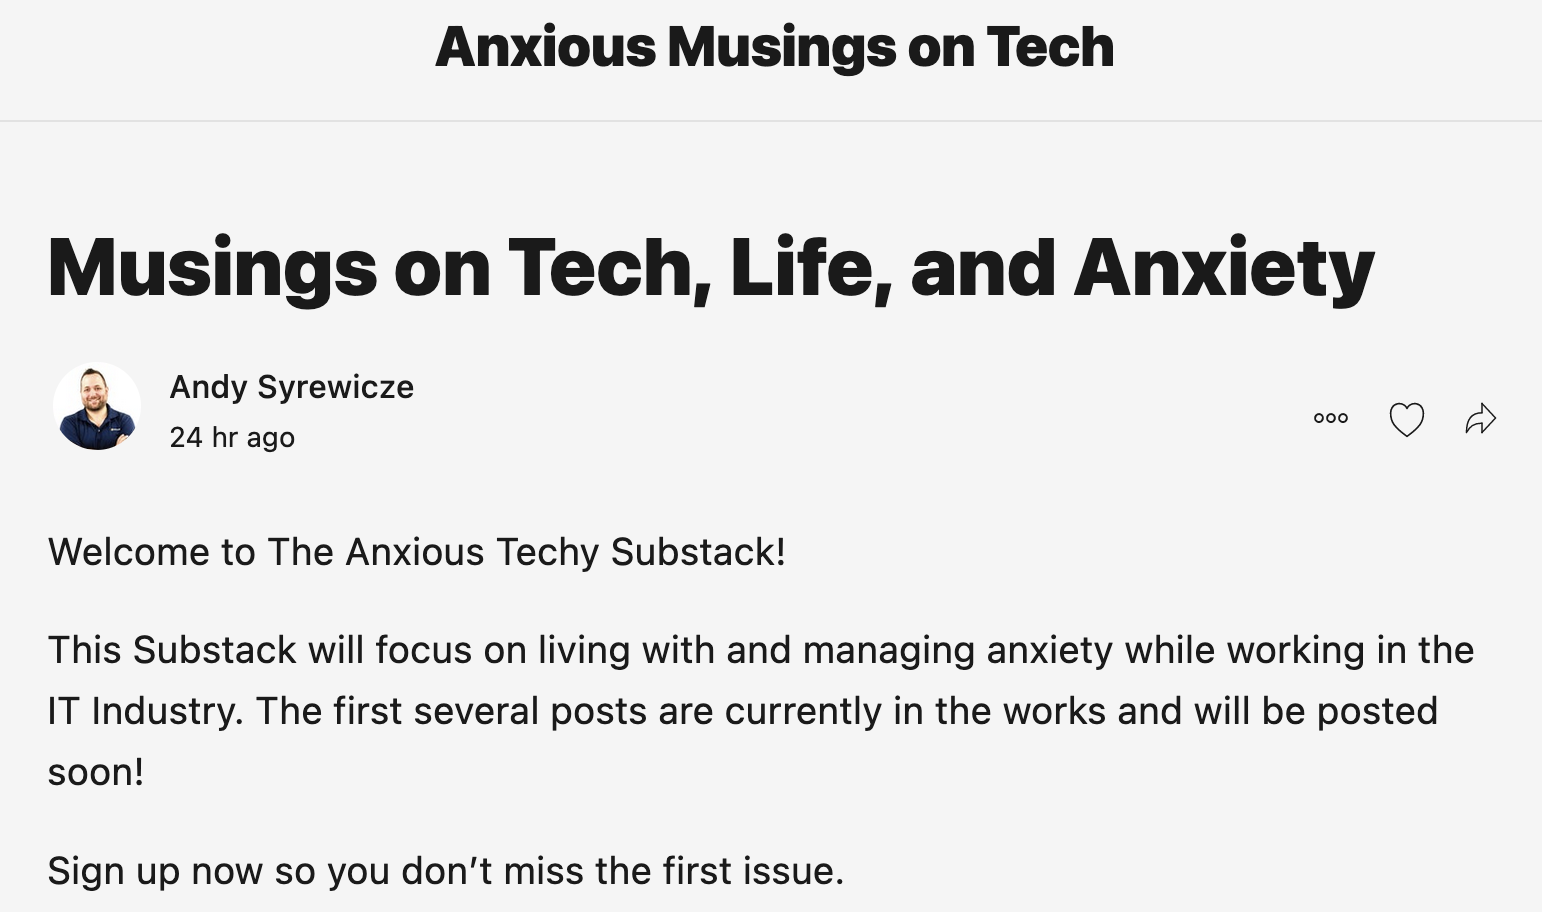 Anxious Musings on Tech
Musings on Tech, Life, and Anxiety
Andy Syrewicze
24 hr ago
Welcome to The Anxious Techy Substack!
This Substack will focus on living with and managing anxiety while working in the
IT Industry. The first several posts are currently in the works and will be posted
soon!
Sign up now so you don’t miss the first issue.